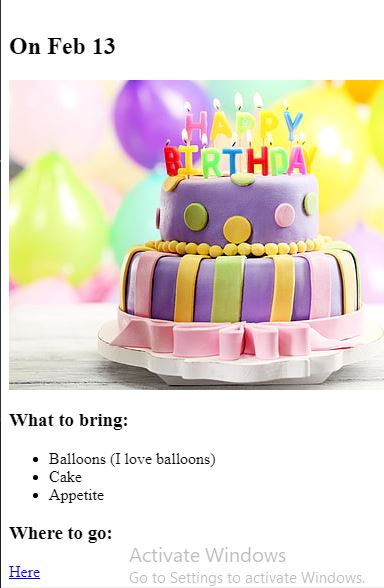 On Feb 13
HAPPY
BIRTHDAY
What to bring:
Balloons (I love balloons)
Cake
Appetite
Where to go:
Here
Activate Windows
Go to Settings to activate Windows.